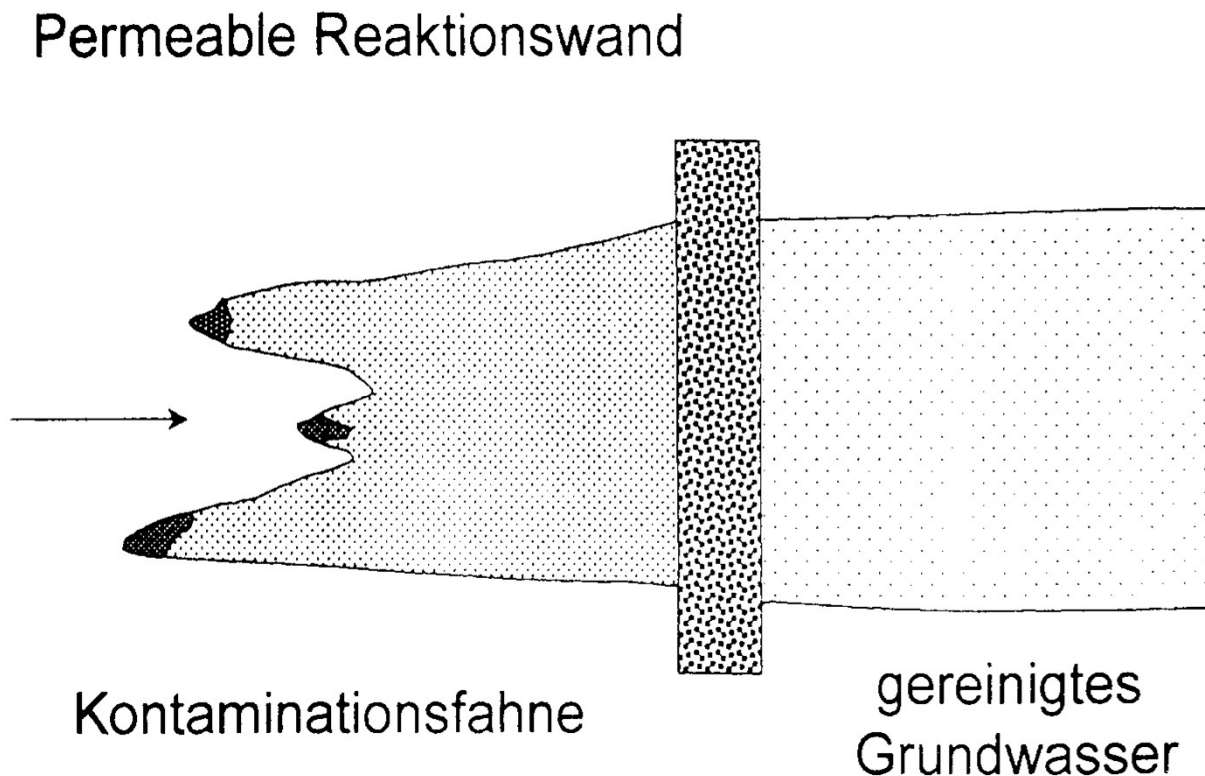 Permeable Reaktionswand
Kontaminationsfahne
gereinigtes
Grundwasser